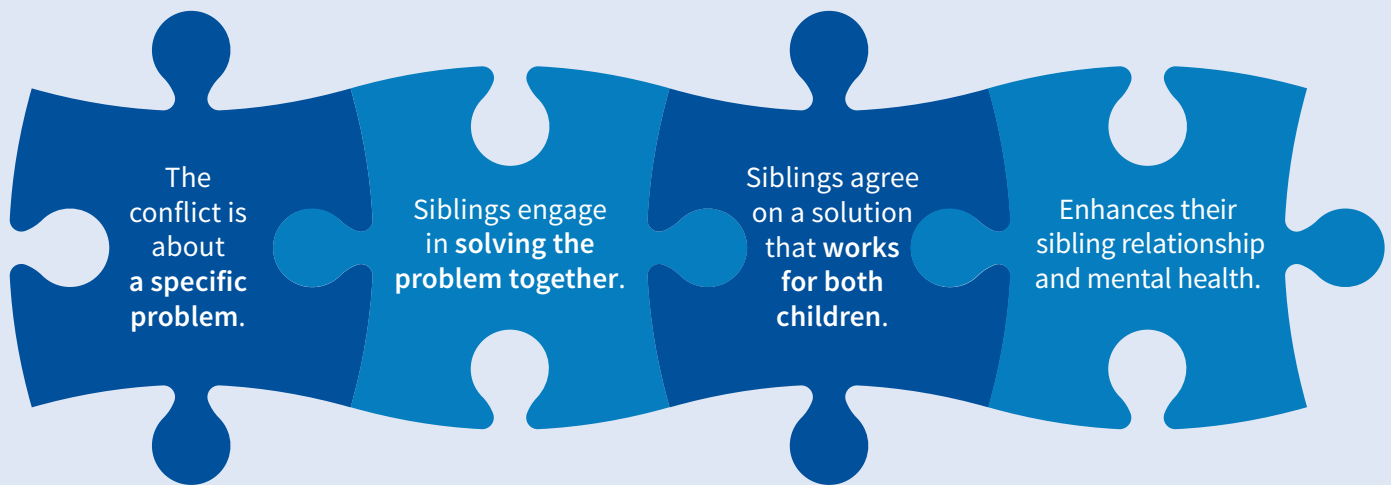 The
conflict is
about
a specific
problem.
Siblings engage
in solving the
problem together.
Siblings agree
on a solution
that works
for both
children.
Enhances their
sibling relationship
and mental health.